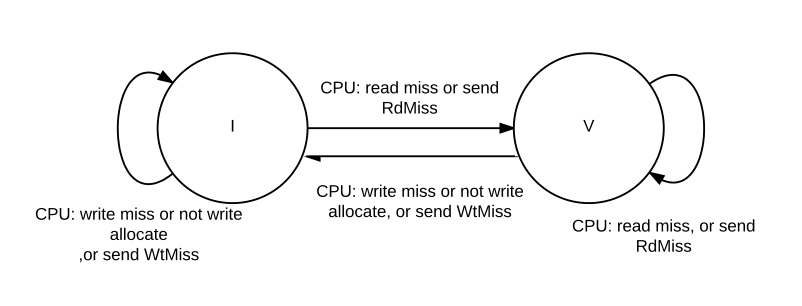 CPU: read miss or send
RdMiss
I
V
CPU: write miss or not write
allocate, or send WtMiss
CPU: write miss or not write
allocate
,or send WtMiss
CPU: read miss, or send
RdMiss